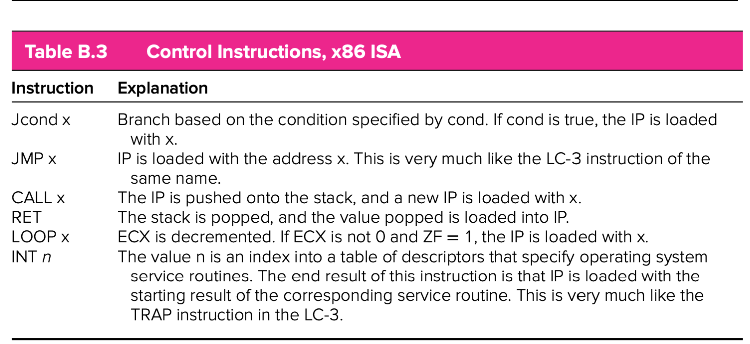 Table B.3 Control Instructions, x86 ISA
Instruction Explanation
Jcond x Branch based on the condition specified by cond. If cond is true, the IP is loaded
with x.
JMP x IP is loaded with the address x. This is very much like the LC-3 instruction of the
same name.
CALL x The IP is pushed onto the stack, and a new IP is loaded with x.
RET The stack is popped, and the value popped is loaded into IP.
LOOP x ECX is decremented. If ECX is not 0 and ZF = 1, the IP is loaded with x.
INT n The value n is an index into a table of descriptors that specify operating system
service routines. The end result of this instruction is that IP is loaded with the
starting result of the corresponding service routine. This is very much like the
TRAP instruction in the LC-3.